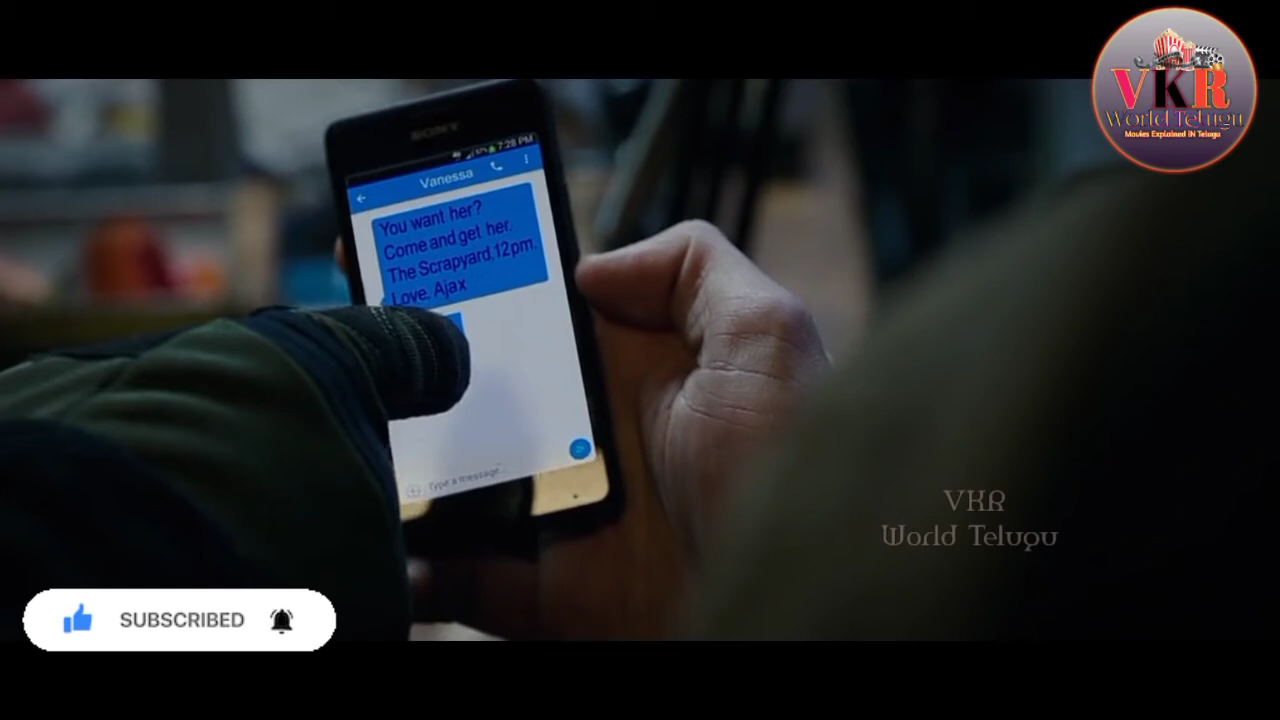 VKR
World Telugu
Movies Explained IN Telugu
SONY
7:28 PM
Vanessa
You want her?
Come and get her.
The Scrapyard,12pm.
Love, Ajax
Type a message
VKR
World Telugu
SUBSCRIBED